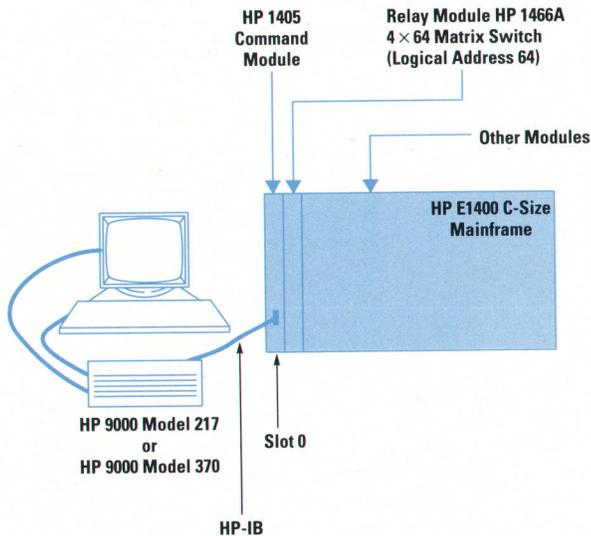 HP 1405
Command
Module
Relay Module HP 1466A
4 × 64 Matrix Switch
(Logical Address 64)
Other Modules
HP E1400 C-Size
Mainframe
HP 9000 Model 217
or
HP 9000 Model 370
Slot 0
HP-IB